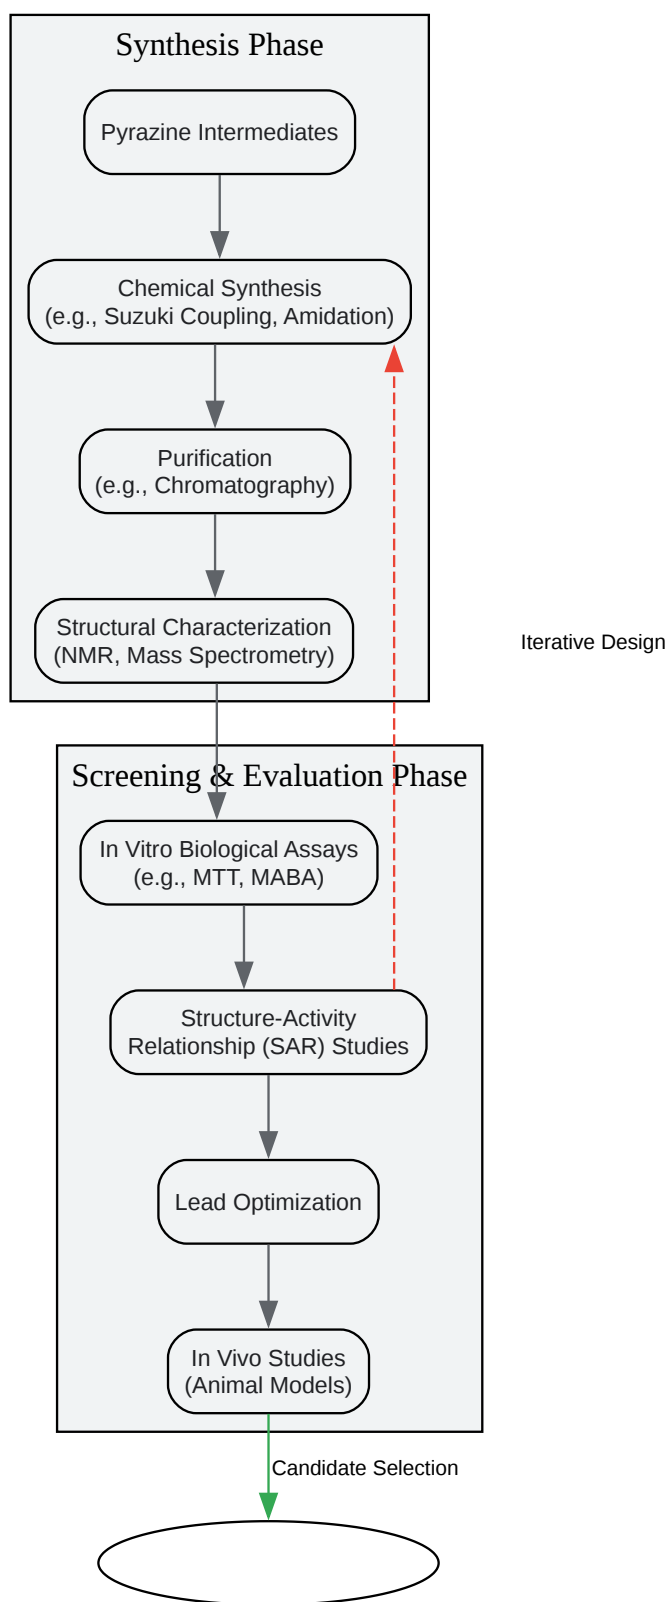 Synthesis Phase
Pyrazine Intermediates
Chemical Synthesis
(e.g., Suzuki Coupling, Amidation)
Purification
(e.g., Chromatography)
Structural Characterization
(NMR, Mass Spectrometry)
Iterative Design
Screening & Evaluation Phase
In Vitro Biological Assays
(e.g., MTT, MABA)
Structure-Activity
Relationship (SAR) Studies
Lead Optimization
In Vivo Studies
(Animal Models)
Candidate Selection